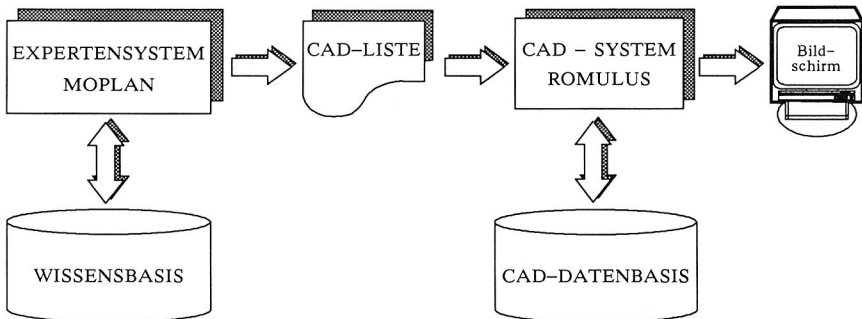 EXPERTENSYSTEM
MOPLAN
CAD–LISTE
CAD – SYSTEM
ROMULUS
Bild–
schirm
WISSENSBASIS
CAD–DATENBASIS